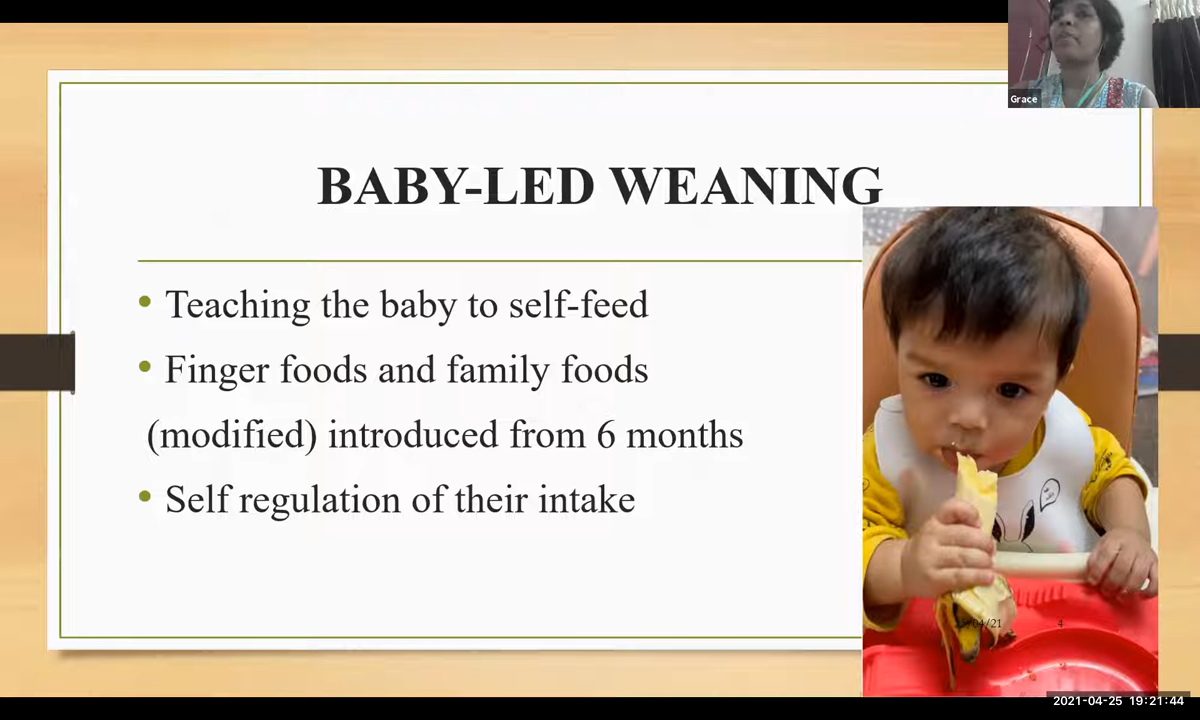 Grace
BABY-LED WEANING
• Teaching the baby to self-feed
• Finger foods and family foods
(modified) introduced from 6 months
• Self regulation of their intake
4
2021-04-25 19:21:44